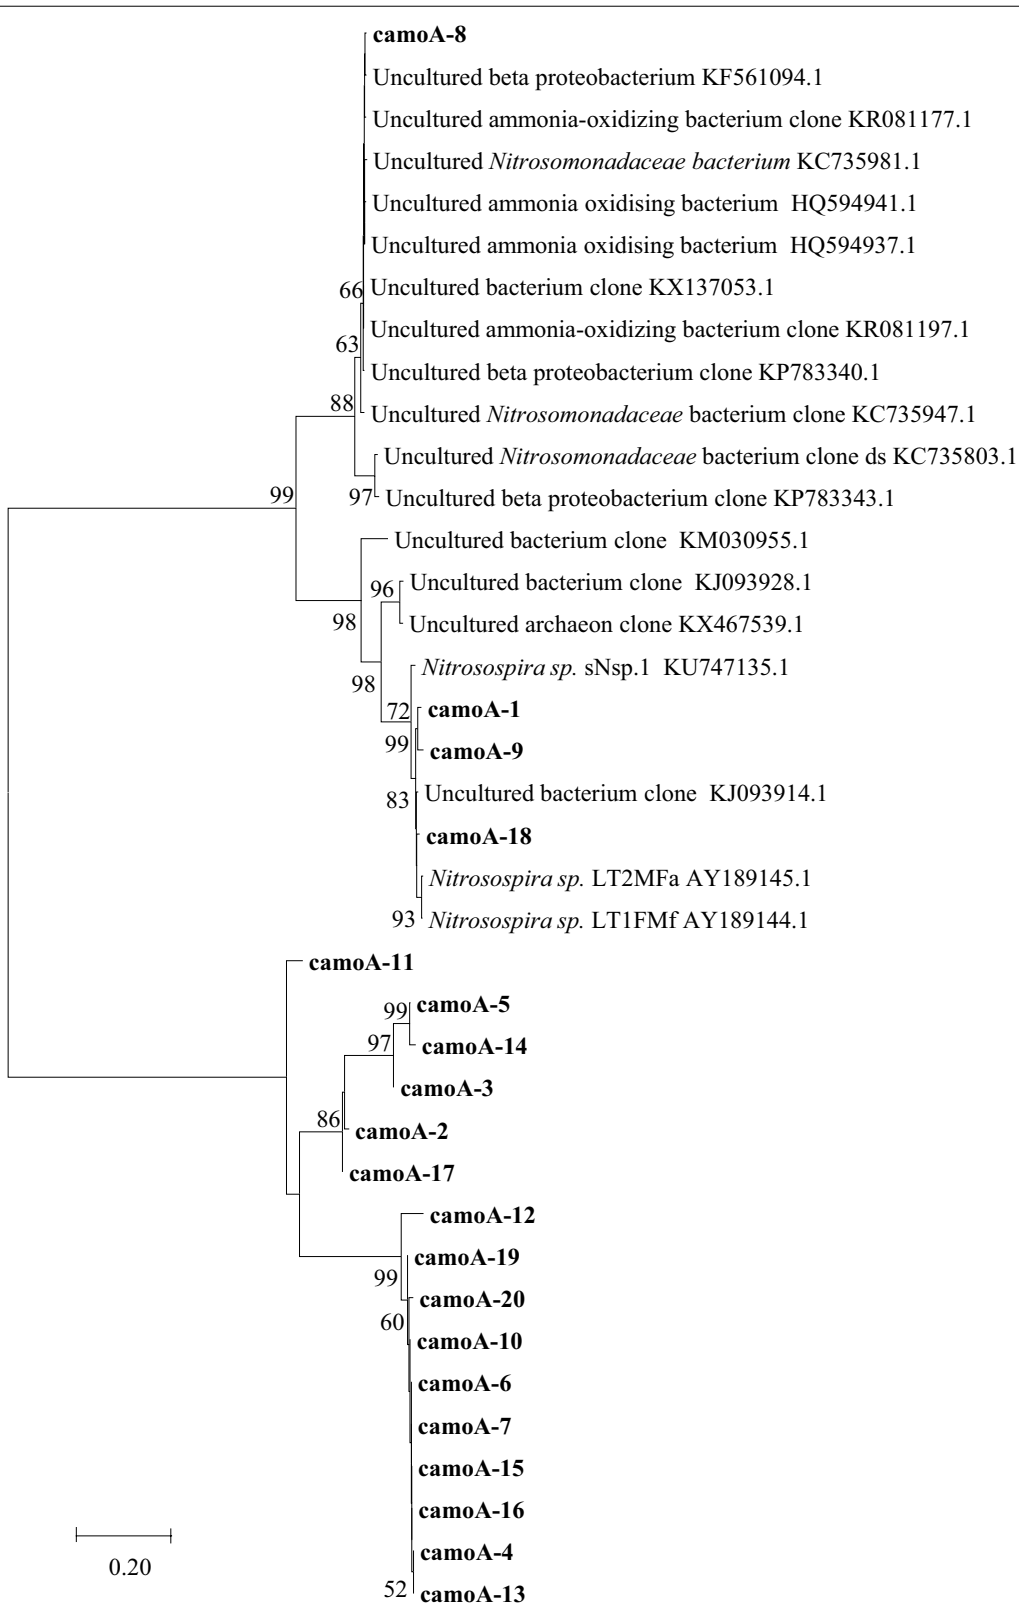 camoA-8
Uncultured beta proteobacterium KF561094.1
Uncultured ammonia-oxidizing bacterium clone KR081177.1
Uncultured Nitrosomonadaceae bacterium KC735981.1
Uncultured ammonia oxidising bacterium HQ594941.1
Uncultured ammonia oxidising bacterium HQ594937.1
66
Uncultured bacterium clone KX137053.1
Uncultured ammonia-oxidizing bacterium clone KR081197.1
63
Uncultured beta proteobacterium clone KP783340.1
88
Uncultured Nitrosomonadaceae bacterium clone KC735947.1
Uncultured Nitrosomonadaceae bacterium clone ds KC735803.1
99
97
Uncultured beta proteobacterium clone KP783343.1
Uncultured bacterium clone KM030955.1
96
Uncultured bacterium clone KJ093928.1
98
Uncultured archaeon clone KX467539.1
Nitrosospira sp. sNsp.1 KU747135.1
98
72
camoA-1
99
camoA-9
83
Uncultured bacterium clone KJ093914.1
camoA-18
Nitrosospira sp. LT2MFa AY189145.1
93
Nitrosospira sp. LT1FMf AY189144.1
camoA-11
99
camoA-5
97
camoA-14
camoA-3
86
camoA-2
camoA-17
camoA-12
camoA-19
99
camoA-20
60
camoA-10
camoA-6
camoA-7
camoA-15
camoA-16
camoA-4
0.20
52
camoA-13